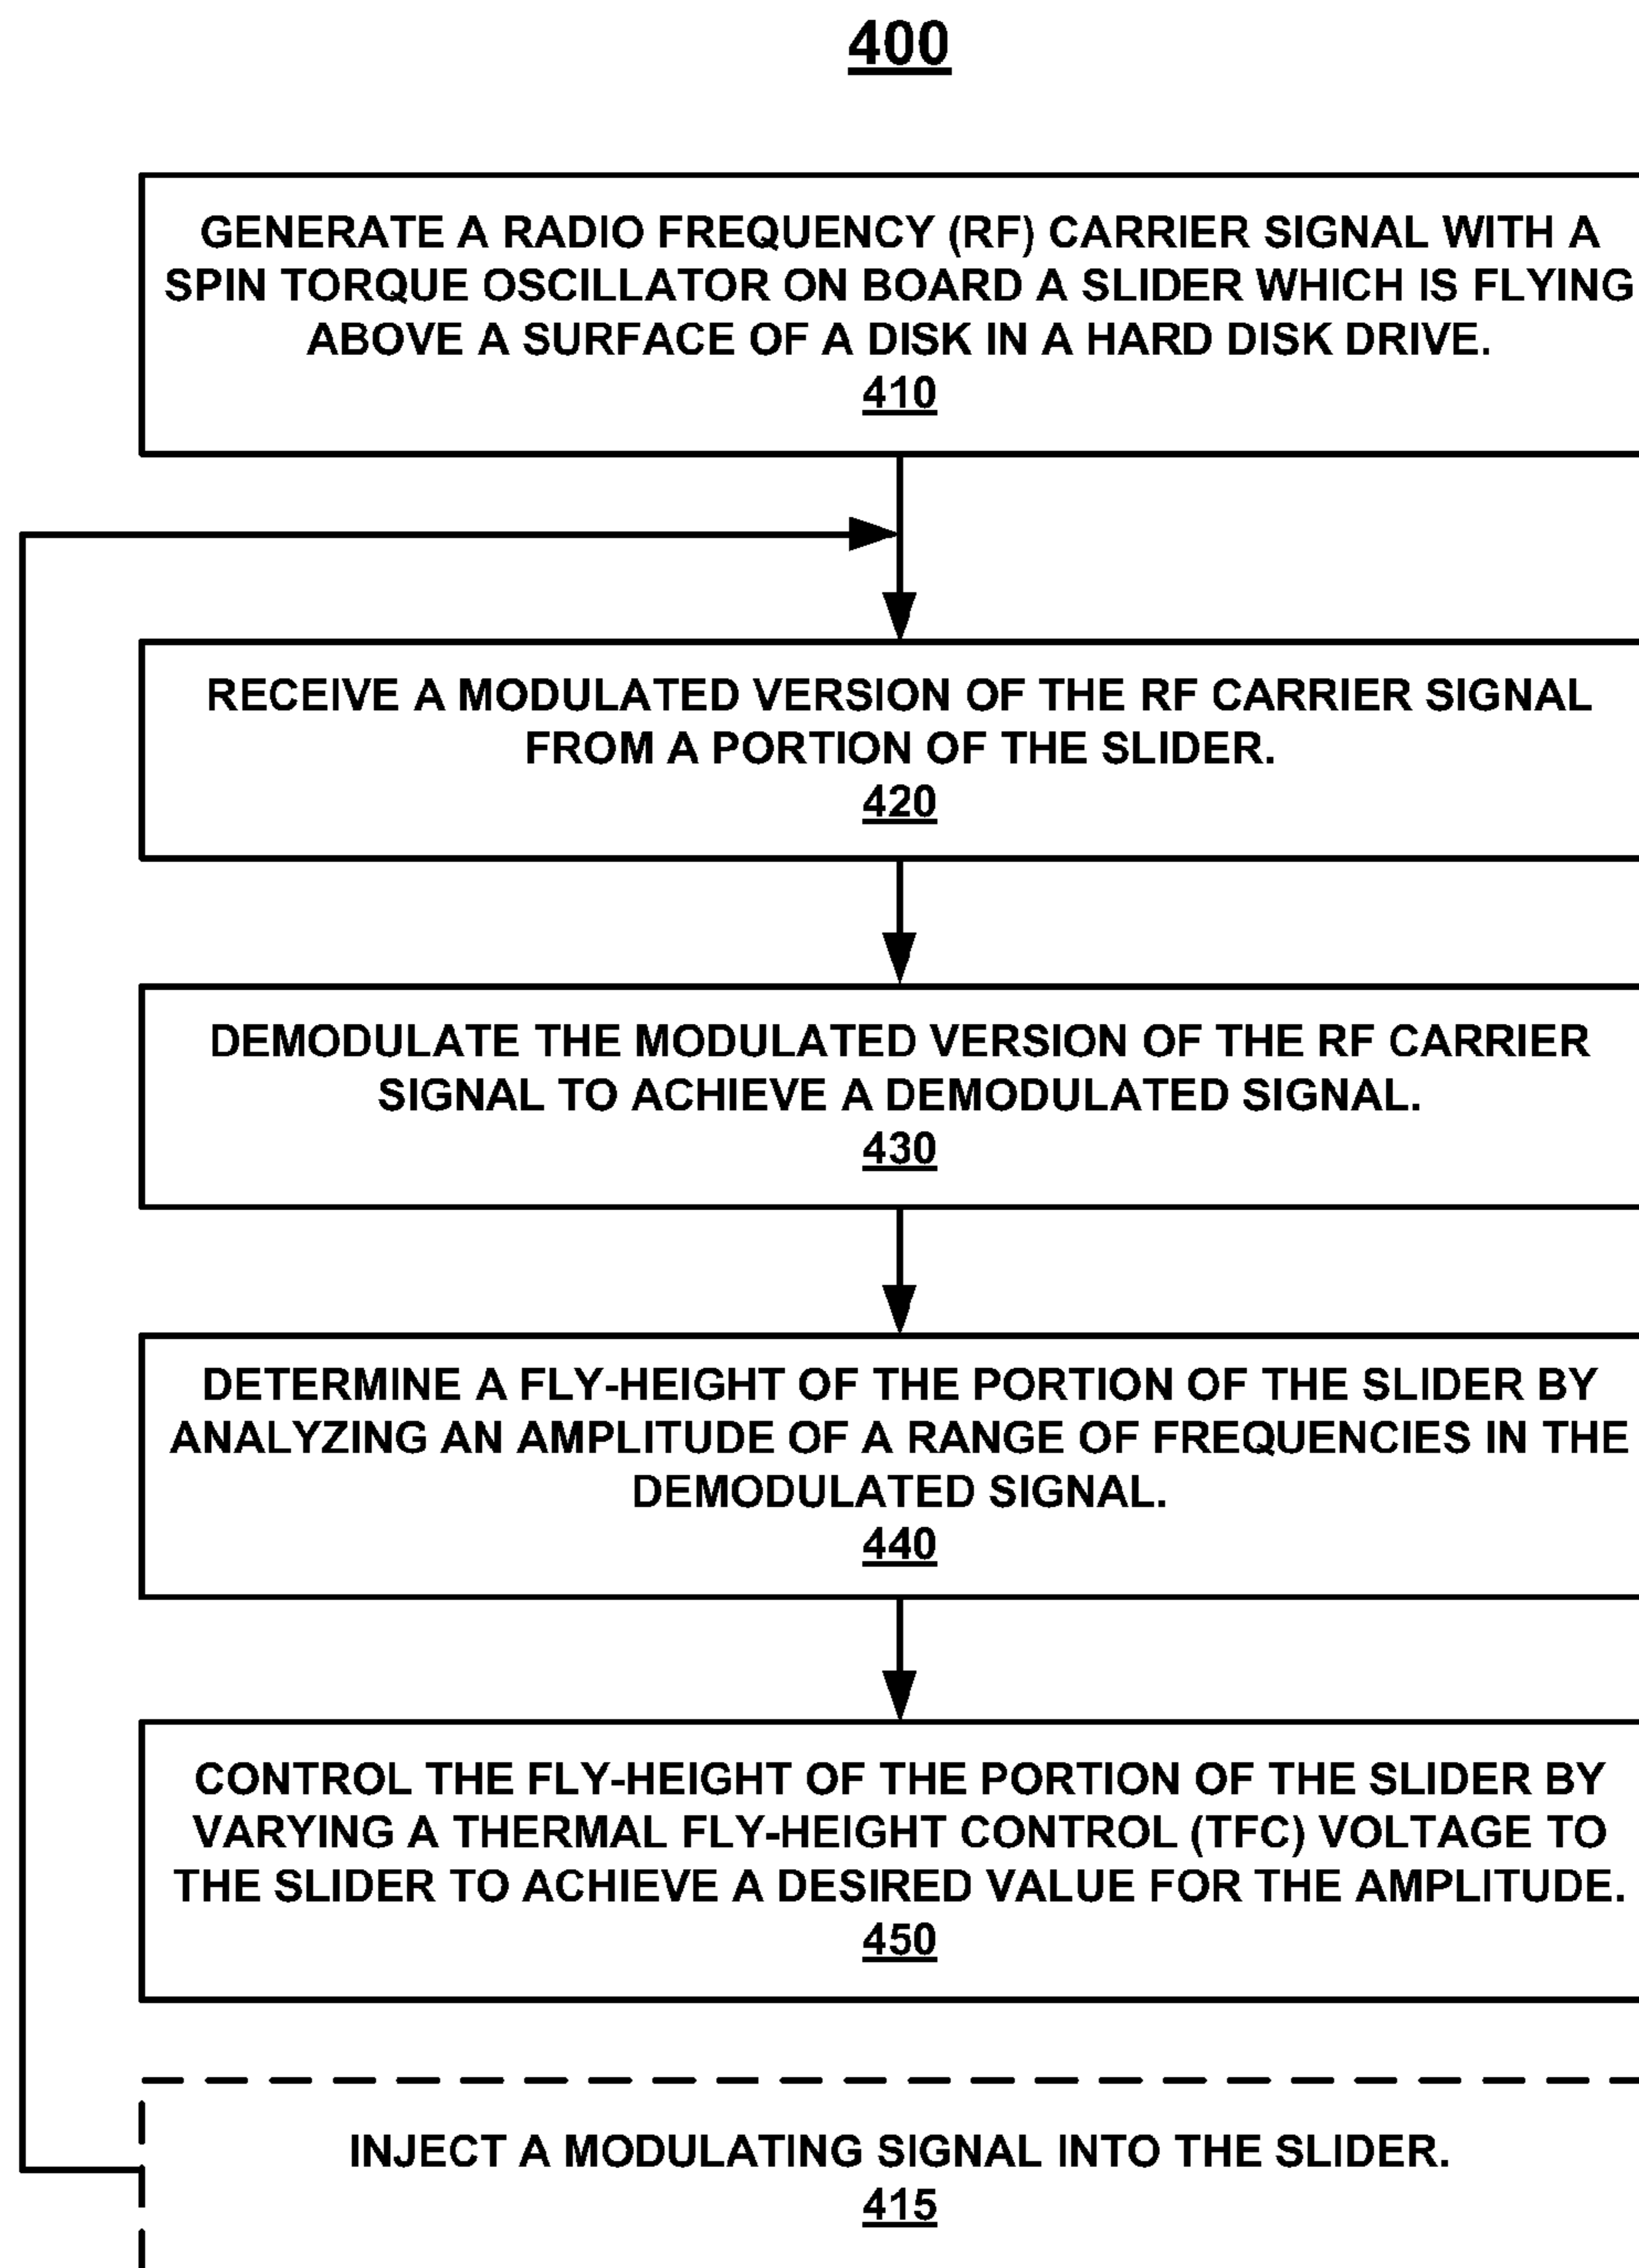 400
GENERATE A RADIO FREQUENCY (RF) CARRIER SIGNAL WITH A
SPIN TORQUE OSCILLATOR ON BOARD A SLIDER WHICH IS FLYING
ABOVE A SURFACE OF A DISK IN A HARD DISK DRIVE.
410
RECEIVE A MODULATED VERSION OF THE RF CARRIER SIGNAL
FROM A PORTION OF THE SLIDER.
420
DEMODULATE THE MODULATED VERSION OF THE RF CARRIER
SIGNAL TO ACHIEVE A DEMODULATED SIGNAL.
430
DETERMINE A FLY-HEIGHT OF THE PORTION OF THE SLIDER BY
ANALYZING AN AMPLITUDE OF A RANGE OF FREQUENCIES IN THE
DEMODULATED SIGNAL.
440
CONTROL THE FLY-HEIGHT OF THE PORTION OF THE SLIDER BY
VARYING A THERMAL FLY-HEIGHT CONTROL (TFC) VOLTAGE TO
THE SLIDER TO ACHIEVE A DESIRED VALUE FOR THE AMPLITUDE.
450
INJECT A MODULATING SIGNAL INTO THE SLIDER.
415